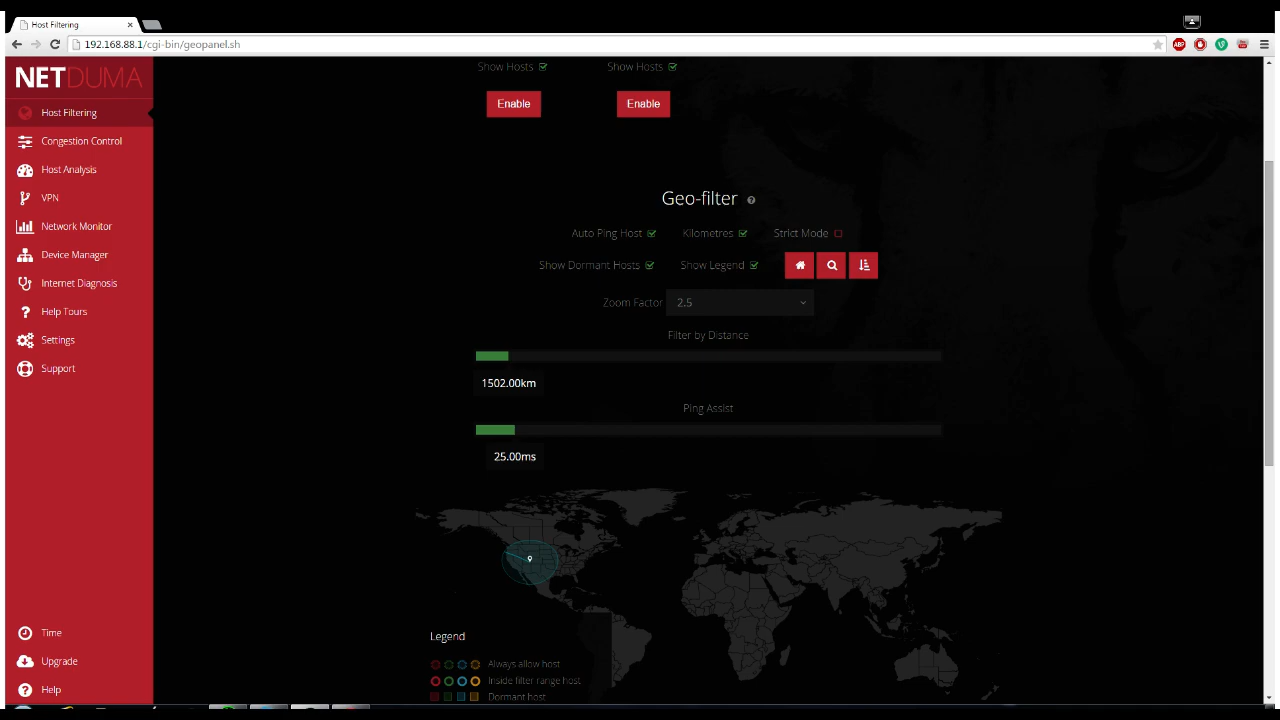 Host Filtering
192.168.88.1/cgi-bin/geopanel.sh
ABP
NETDUMA
Host Filtering
Congestion Control
Host Analysis
VPN
Network Monitor
Device Manager
Internet Diagnosis
Help Tours
Settings
Support
Time
Upgrade
Help
Show Hosts Show Hosts
Enable Enable
Geo-filter
Auto Ping Host Kilometres Strict Mode
Show Dormant Hosts Show Legend
Zoom Factor 2.5
Filter by Distance
1502.00km
Ping Assist
25.00ms
Legend
Always allow host
Inside filter range host
Dormant host